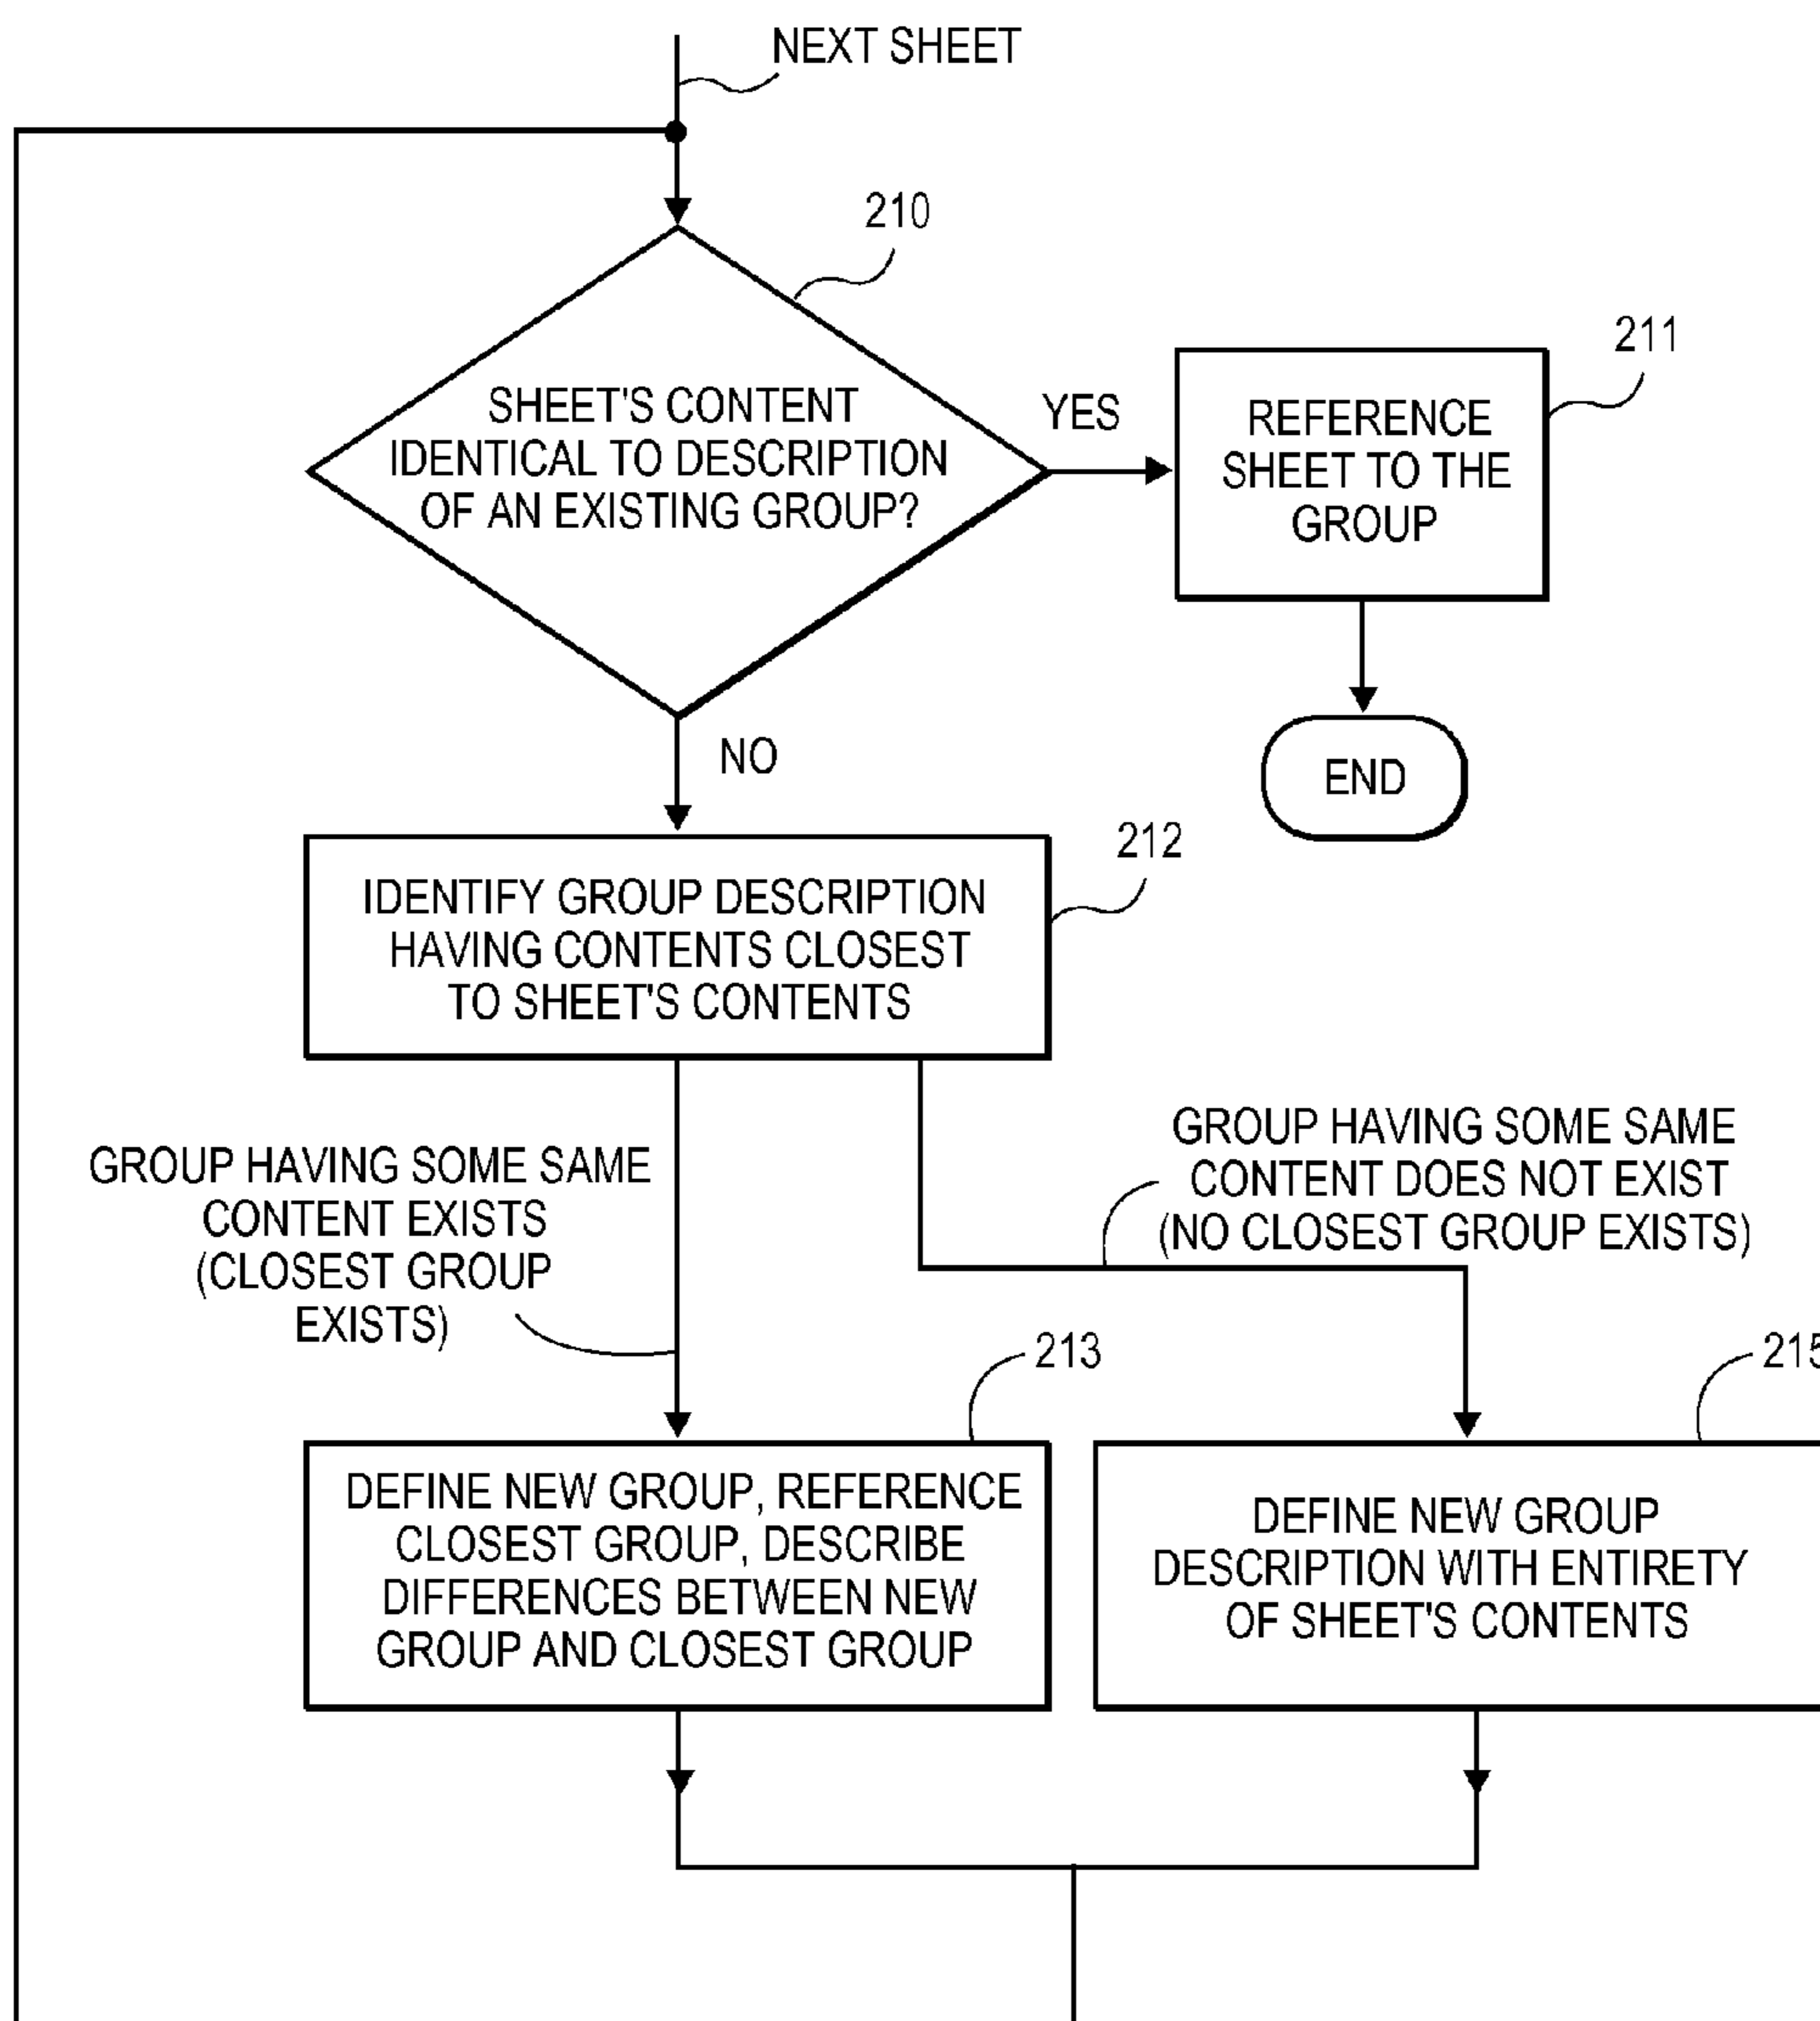 NEXT SHEET
210
SHEET'S CONTENT
IDENTICAL TO DESCRIPTION
OF AN EXISTING GROUP?
YES
211
REFERENCE
SHEET TO THE
GROUP
NO
END
212
IDENTIFY GROUP DESCRIPTION
HAVING CONTENTS CLOSEST
TO SHEET'S CONTENTS
GROUP HAVING SOME SAME
CONTENT EXISTS
(CLOSEST GROUP
EXISTS)
GROUP HAVING SOME SAME
CONTENT DOES NOT EXIST
(NO CLOSEST GROUP EXISTS)
213
215
DEFINE NEW GROUP, REFERENCE
CLOSEST GROUP, DESCRIBE
DIFFERENCES BETWEEN NEW
GROUP AND CLOSEST GROUP
DEFINE NEW GROUP
DESCRIPTION WITH ENTIRETY
OF SHEET'S CONTENTS